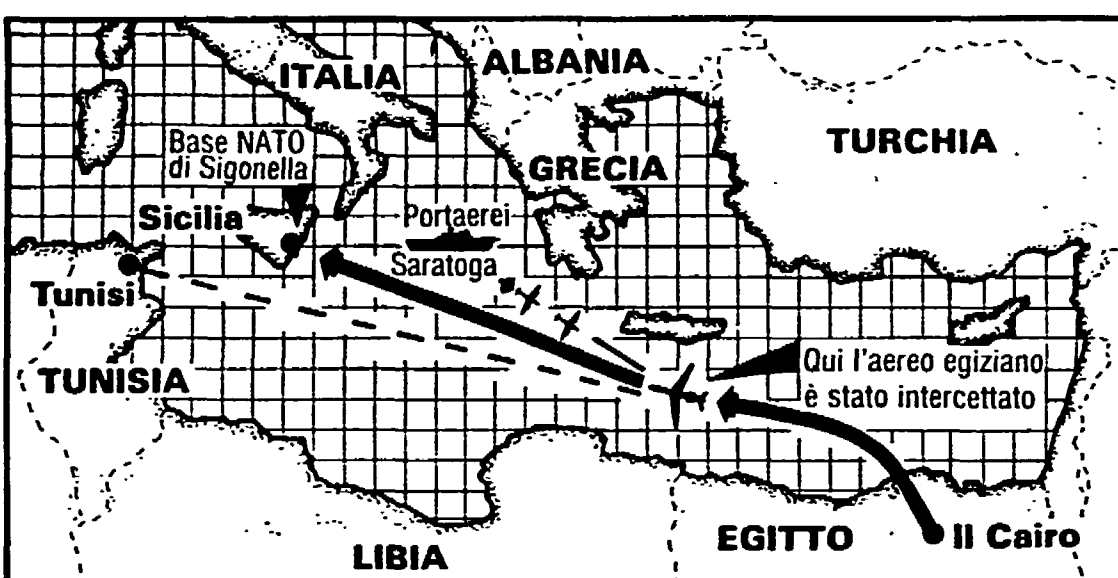 ITALIA
ALBANIA
Base NATO
di Sigonella
GRECIA
TURCHIA
Sicilia
Portaerei
Saratoga
Tunisi
TUNISIA
Qui l'aereo egiziano
è stato intercettato
EGITTO
Il Cairo
LIBIA